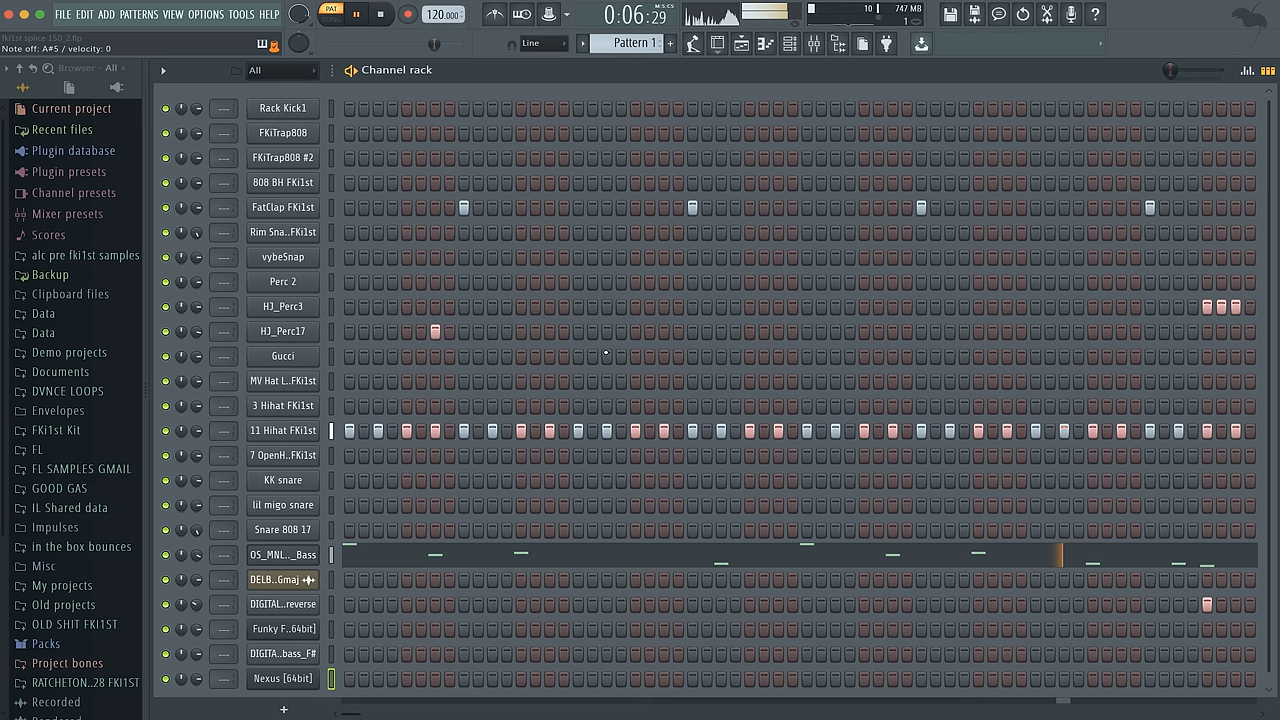 FILE EDIT ADD PATTERNS VIEW OPTIONS TOOLS HELP
PAT
SONG
120.000
0:06:29
M:S:CS
10
747 MB
1
fki1st splice 150_2.flp
Note off: A#5 / velocity: 0
Line
Pattern 1
+
?
Browser - All
All
Channel rack
Current project
Recent files
Plugin database
Plugin presets
Channel presets
Mixer presets
Scores
alc pre fki1st samples
Backup
Clipboard files
Data
Data
Demo projects
Documents
DVNCE LOOPS
Envelopes
FKi1st Kit
FL
FL SAMPLES GMAIL
GOOD GAS
IL Shared data
Impulses
in the box bounces
Misc
My projects
Old projects
OLD SHIT FKI1ST
Packs
Project bones
RATCHETON..28 FKI1ST
Recorded
Rack Kick1
FKiTrap808
FKiTrap808 #2
808 BH FKi1st
FatClap FKi1st
Rim Sna..FKi1st
vybeSnap
Perc 2
HJ_Perc3
HJ_Perc17
Gucci
MV Hat L..FKi1st
3 Hihat FKi1st
11 Hihat FKi1st
7 OpenH..FKi1st
KK snare
lil migo snare
Snare 808 17
OS_MNL.._Bass
DELB..Gmaj
DIGITAL..reverse
Funky F..64bit]
DIGITA..bass_F#
Nexus [64bit]
+